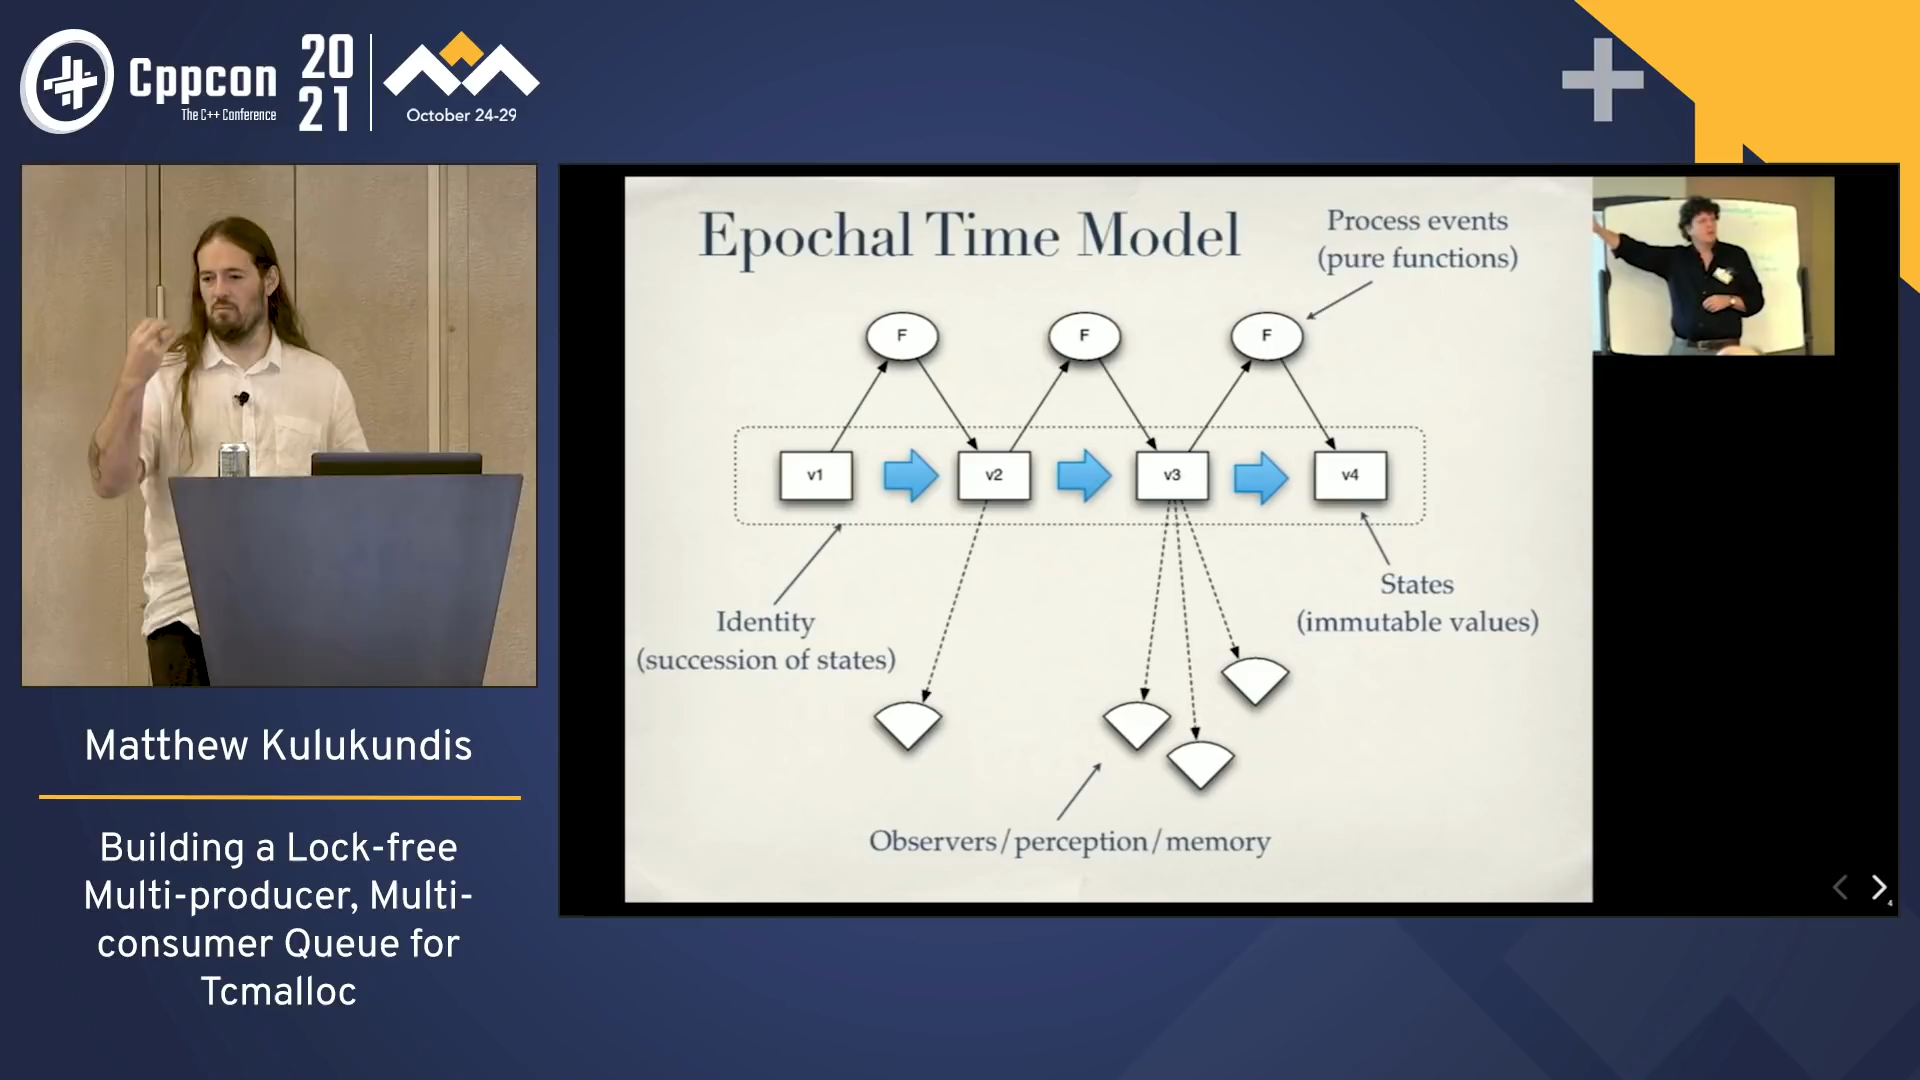 Cppcon
The C++ Conference
20
21
October 24-29
Matthew Kulukundis
Building a Lock-free
Multi-producer, Multi-
consumer Queue for
Tcmalloc
Epochal Time Model
Process events
(pure functions)
F
F
F
v1
v2
v3
v4
Identity
(succession of states)
States
(immutable values)
Observers/perception/memory
4